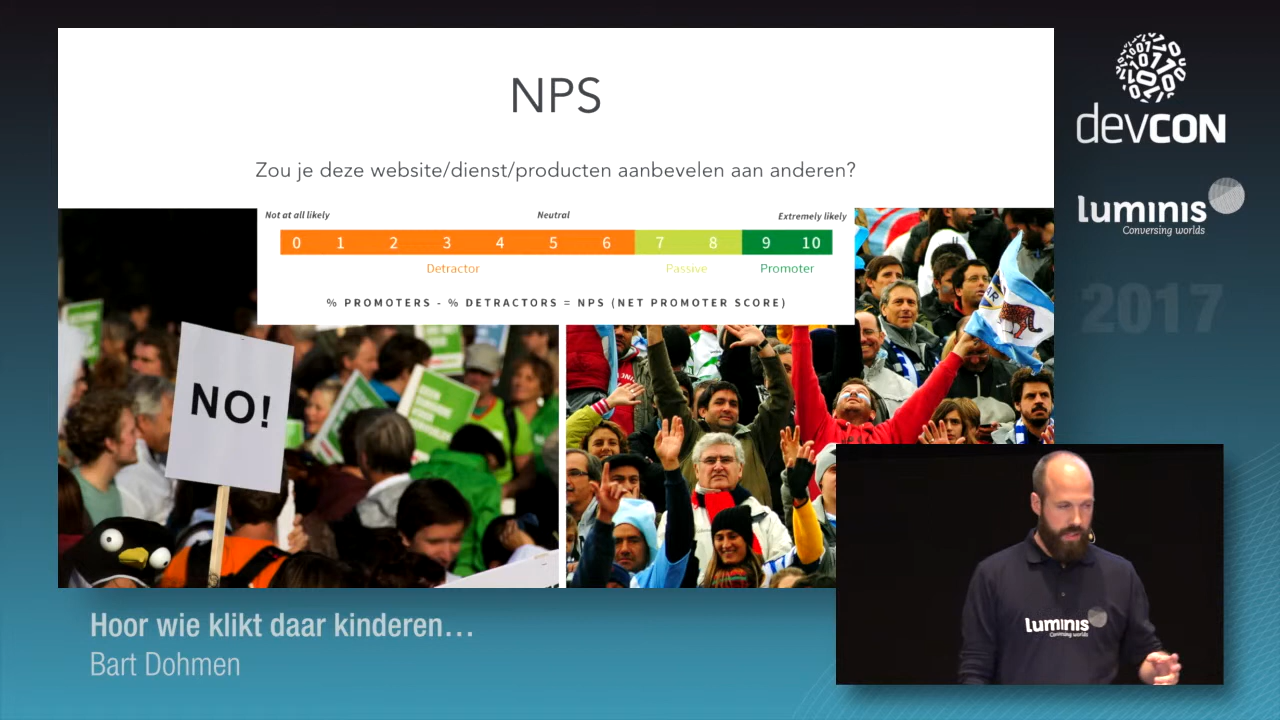 NPS
Zou je deze website/dienst/producten aanbevelen aan anderen?
Not at all likely Neutral Extremely likely
0 1 2 3 4 5 6 7 8 9 10
Detractor Passive Promoter
% PROMOTERS - % DETRACTORS = NPS (NET PROMOTER SCORE)
NO!
devCON
luminis
Conversing worlds
2017
luminis
Conversing worlds
Hoor wie klikt daar kinderen...
Bart Dohmen